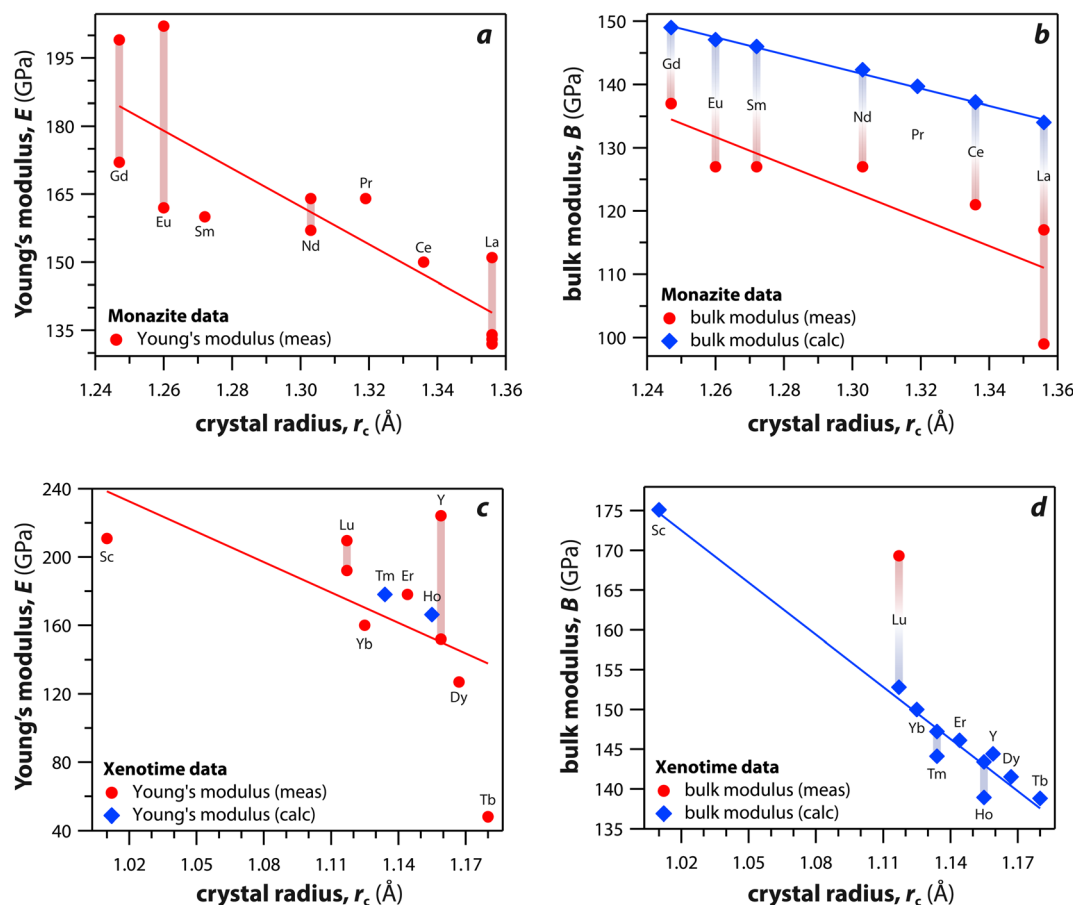 a
Young's modulus, E (GPa)
195
180
165
150
135
Gd
Eu
Sm
Nd
Pr
Ce
La
Monazite data
Young's modulus (meas)
1.24
1.26
1.28
1.30
1.32
1.34
1.36
crystal radius, rc (Å)
b
bulk modulus, B (GPa)
150
140
130
120
110
100
Gd
Eu
Sm
Nd
Pr
Ce
La
Monazite data
bulk modulus (meas)
bulk modulus (calc)
1.24
1.26
1.28
1.30
1.32
1.34
1.36
crystal radius, rc (Å)
c
Young's modulus, E (GPa)
240
200
160
120
80
40
Sc
Lu
Yb
Tm
Er
Ho
Y
Dy
Tb
Xenotime data
Young's modulus (meas)
Young's modulus (calc)
1.02
1.05
1.08
1.11
1.14
1.17
crystal radius, rc (Å)
d
bulk modulus, B (GPa)
175
170
165
160
155
150
145
140
135
Sc
Lu
Yb
Tm
Er
Ho
Y
Dy
Tb
Xenotime data
bulk modulus (meas)
bulk modulus (calc)
1.02
1.05
1.08
1.11
1.14
1.17
crystal radius, rc (Å)